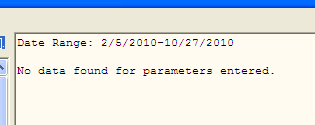 Date Range: 2/5/2010-10/27/2010
No data found for parameters entered.